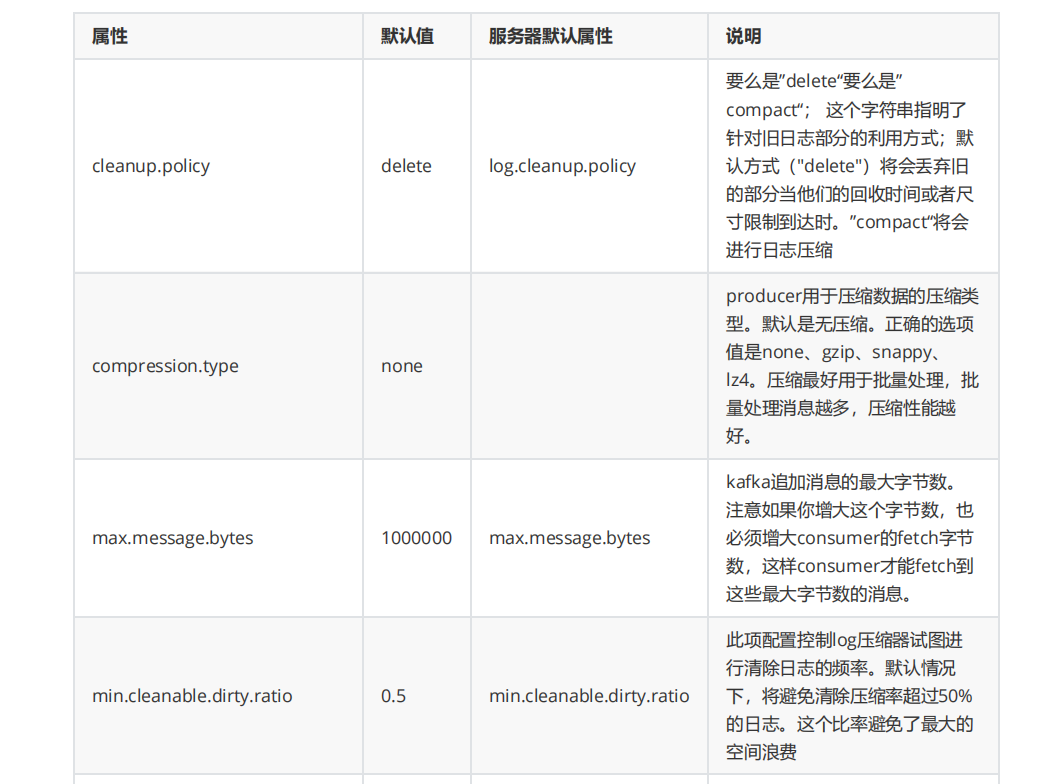 属性 默认值 服务器默认属性 说明
要么是”delete“要么是”
compact“； 这个字符串指明了
针对旧日志部分的利用方式；默
cleanup.policy delete log.cleanup.policy 认方式（"delete"）将会丢弃旧
的部分当他们的回收时间或者尺
寸限制到达时。”compact“将会
进行日志压缩
producer用于压缩数据的压缩类
型。默认是无压缩。正确的选项
值是none、gzip、snappy、
compression.type none lz4。压缩最好用于批量处理，批
量处理消息越多，压缩性能越
好。
kafka追加消息的最大字节数。
注意如果你增大这个字节数，也
max.message.bytes 1000000 max.message.bytes 必须增大consumer的fetch字节
数，这样consumer才能fetch到
这些最大字节数的消息。
此项配置控制log压缩器试图进
行清除日志的频率。默认情况
min.cleanable.dirty.ratio 0.5 min.cleanable.dirty.ratio 下，将避免清除压缩率超过50%
的日志。这个比率避免了最大的
空间浪费